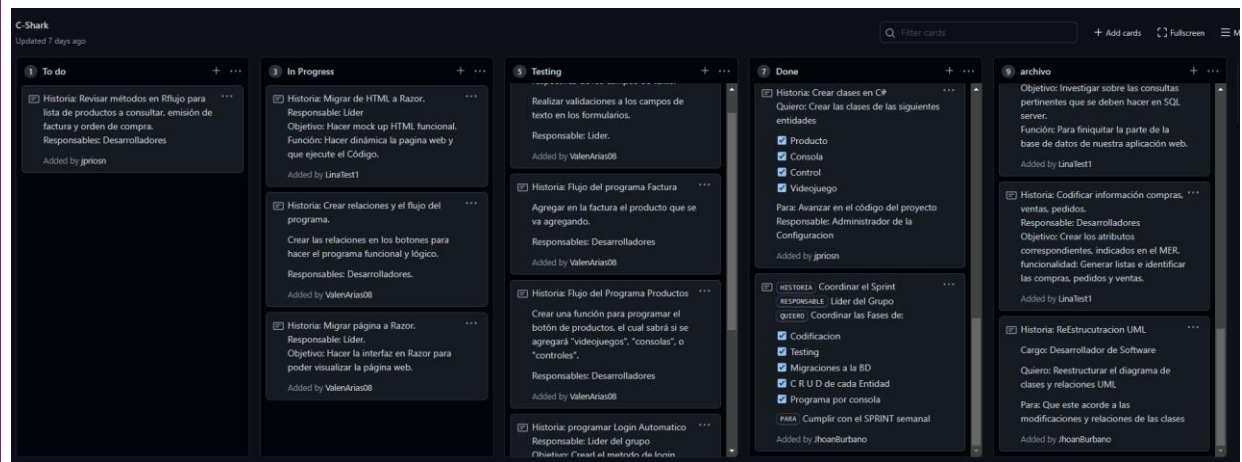 C-Shark
Updated 7 days ago
Filter cards
+ Add cards
Fullscreen
1 To do
Historia: Revisar métodos en Rflujo para
lista de productos a consultar, emisión de
factura y orden de compra.
Responsables: Desarrolladores
Added by jpriosn
3 In Progress
Historia: Migrar de HTML a Razor.
Responsable: Líder
Objetivo: Hacer mock up HTML funcional.
Función: Hacer dinámica la pagina web y
que ejecute el Código.
Added by LinaTest1
Historia: Crear relaciones y el flujo del
programa.
Crear las relaciones en los botones para
hacer el programa funcional y lógico.
Responsables: Desarrolladores.
Added by ValenArias08
Historia: Migrar página a Razor.
Responsable: Líder.
Objetivo: Hacer la interfaz en Razor para
poder visualizar la página web.
Added by ValenArias08
5 Testing
Realizar validaciones a los campos de
texto en los formularios.
Responsable: Lider.
Added by ValenArias08
Historia: Flujo del programa Factura
Agregar en la factura el producto que se
va agregando.
Responsables: Desarrolladores
Added by ValenArias08
Historia: Flujo del Programa Productos
Crear una función para programar el
botón de productos, el cual sabrá si se
agregará "videojuegos", "consolas", o
"controles".
Responsables: Desarrolladores
Added by ValenArias08
Historia: programar Login Automatico
Responsable: Lider del grupo
Objetivo: Crearl el metodo de login
7 Done
Historia: Crear clases en C#
Quiero: Crear las clases de las siguientes
entidades
Producto
Consola
Control
Videojuego
Para: Avanzar en el código del proyecto
Responsable: Administrador de la
Configuracion
Added by jpriosn
HISTORIA Coordinar el Sprint
RESPONSABLE Líder del Grupo
QUIERO Coordinar las Fases de:
Codificacion
Testing
Migraciones a la BD
C R U D de cada Entidad
Programa por consola
PARA Cumplir con el SPRINT semanal
Added by JhoanBurbano
9 archivo
Objetivo: Investigar sobre las consultas
pertinentes que se deben hacer en SQL
server.
Función: Para finiquitar la parte de la
base de datos de nuestra aplicación web.
Added by LinaTest1
Historia: Codificar información compras,
ventas, pedidos.
Responsable: Desarrolladores
Objetivo: Crear los atributos
correspondientes, indicados en el MER.
funcionalidad: Generar listas e identificar
las compras, pedidos y ventas.
Added by LinaTest1
Historia: ReEstrucutracion UML
Cargo: Desarrollador de Software
Quiero: Reestructurar el diagrama de
clases y relaciones UML
Para: Que este acorde a las
modificaciones y relaciones de las clases
Added by JhoanBurbano